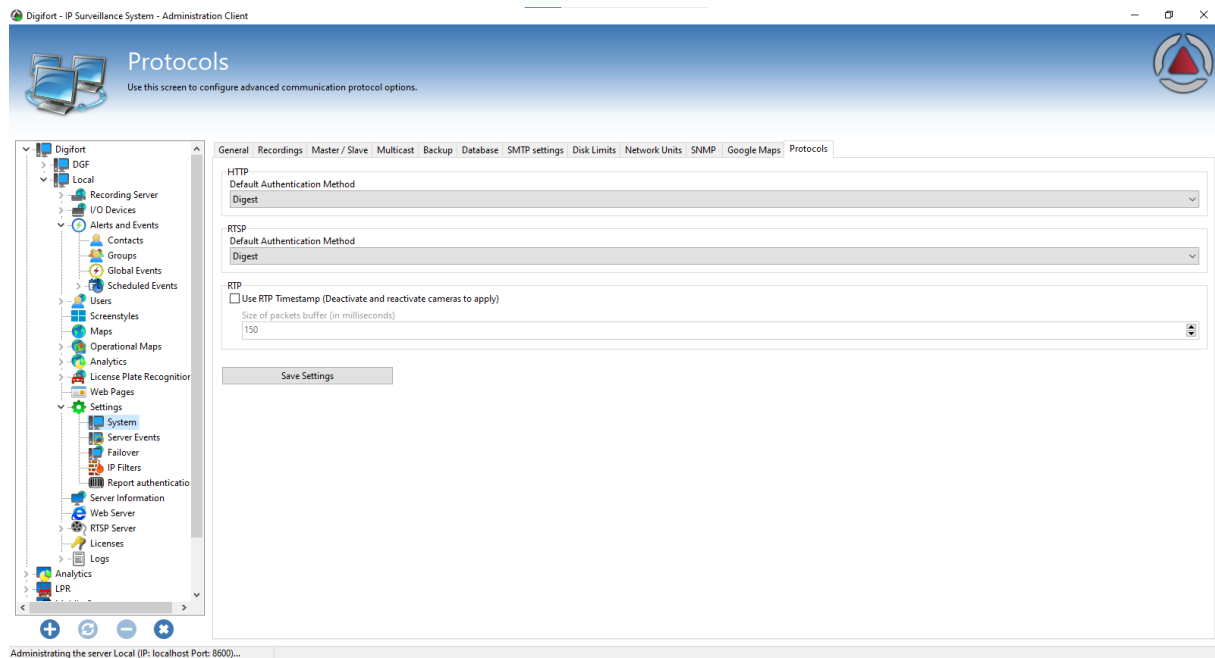 Digifort - IP Surveillance System - Administration Client
Protocols
Use this screen to configure advanced communication protocol options.
Digifort
DGF
Local
Recording Server
I/O Devices
Alerts and Events
Contacts
Groups
Global Events
Scheduled Events
Users
Screenstyles
Maps
Operational Maps
Analytics
License Plate Recognition
Web Pages
Settings
System
Server Events
Failover
IP Filters
Report authenticatio
Server Information
Web Server
RTSP Server
Licenses
Logs
Analytics
LPR
General Recordings Master / Slave Multicast Backup Database SMTP settings Disk Limits Network Units SNMP Google Maps Protocols
HTTP
Default Authentication Method
Digest
RTSP
Default Authentication Method
Digest
RTP
Use RTP Timestamp (Deactivate and reactivate cameras to apply)
Size of packets buffer (in milliseconds)
150
Save Settings
Administrating the server Local (IP: localhost Port: 8600)...